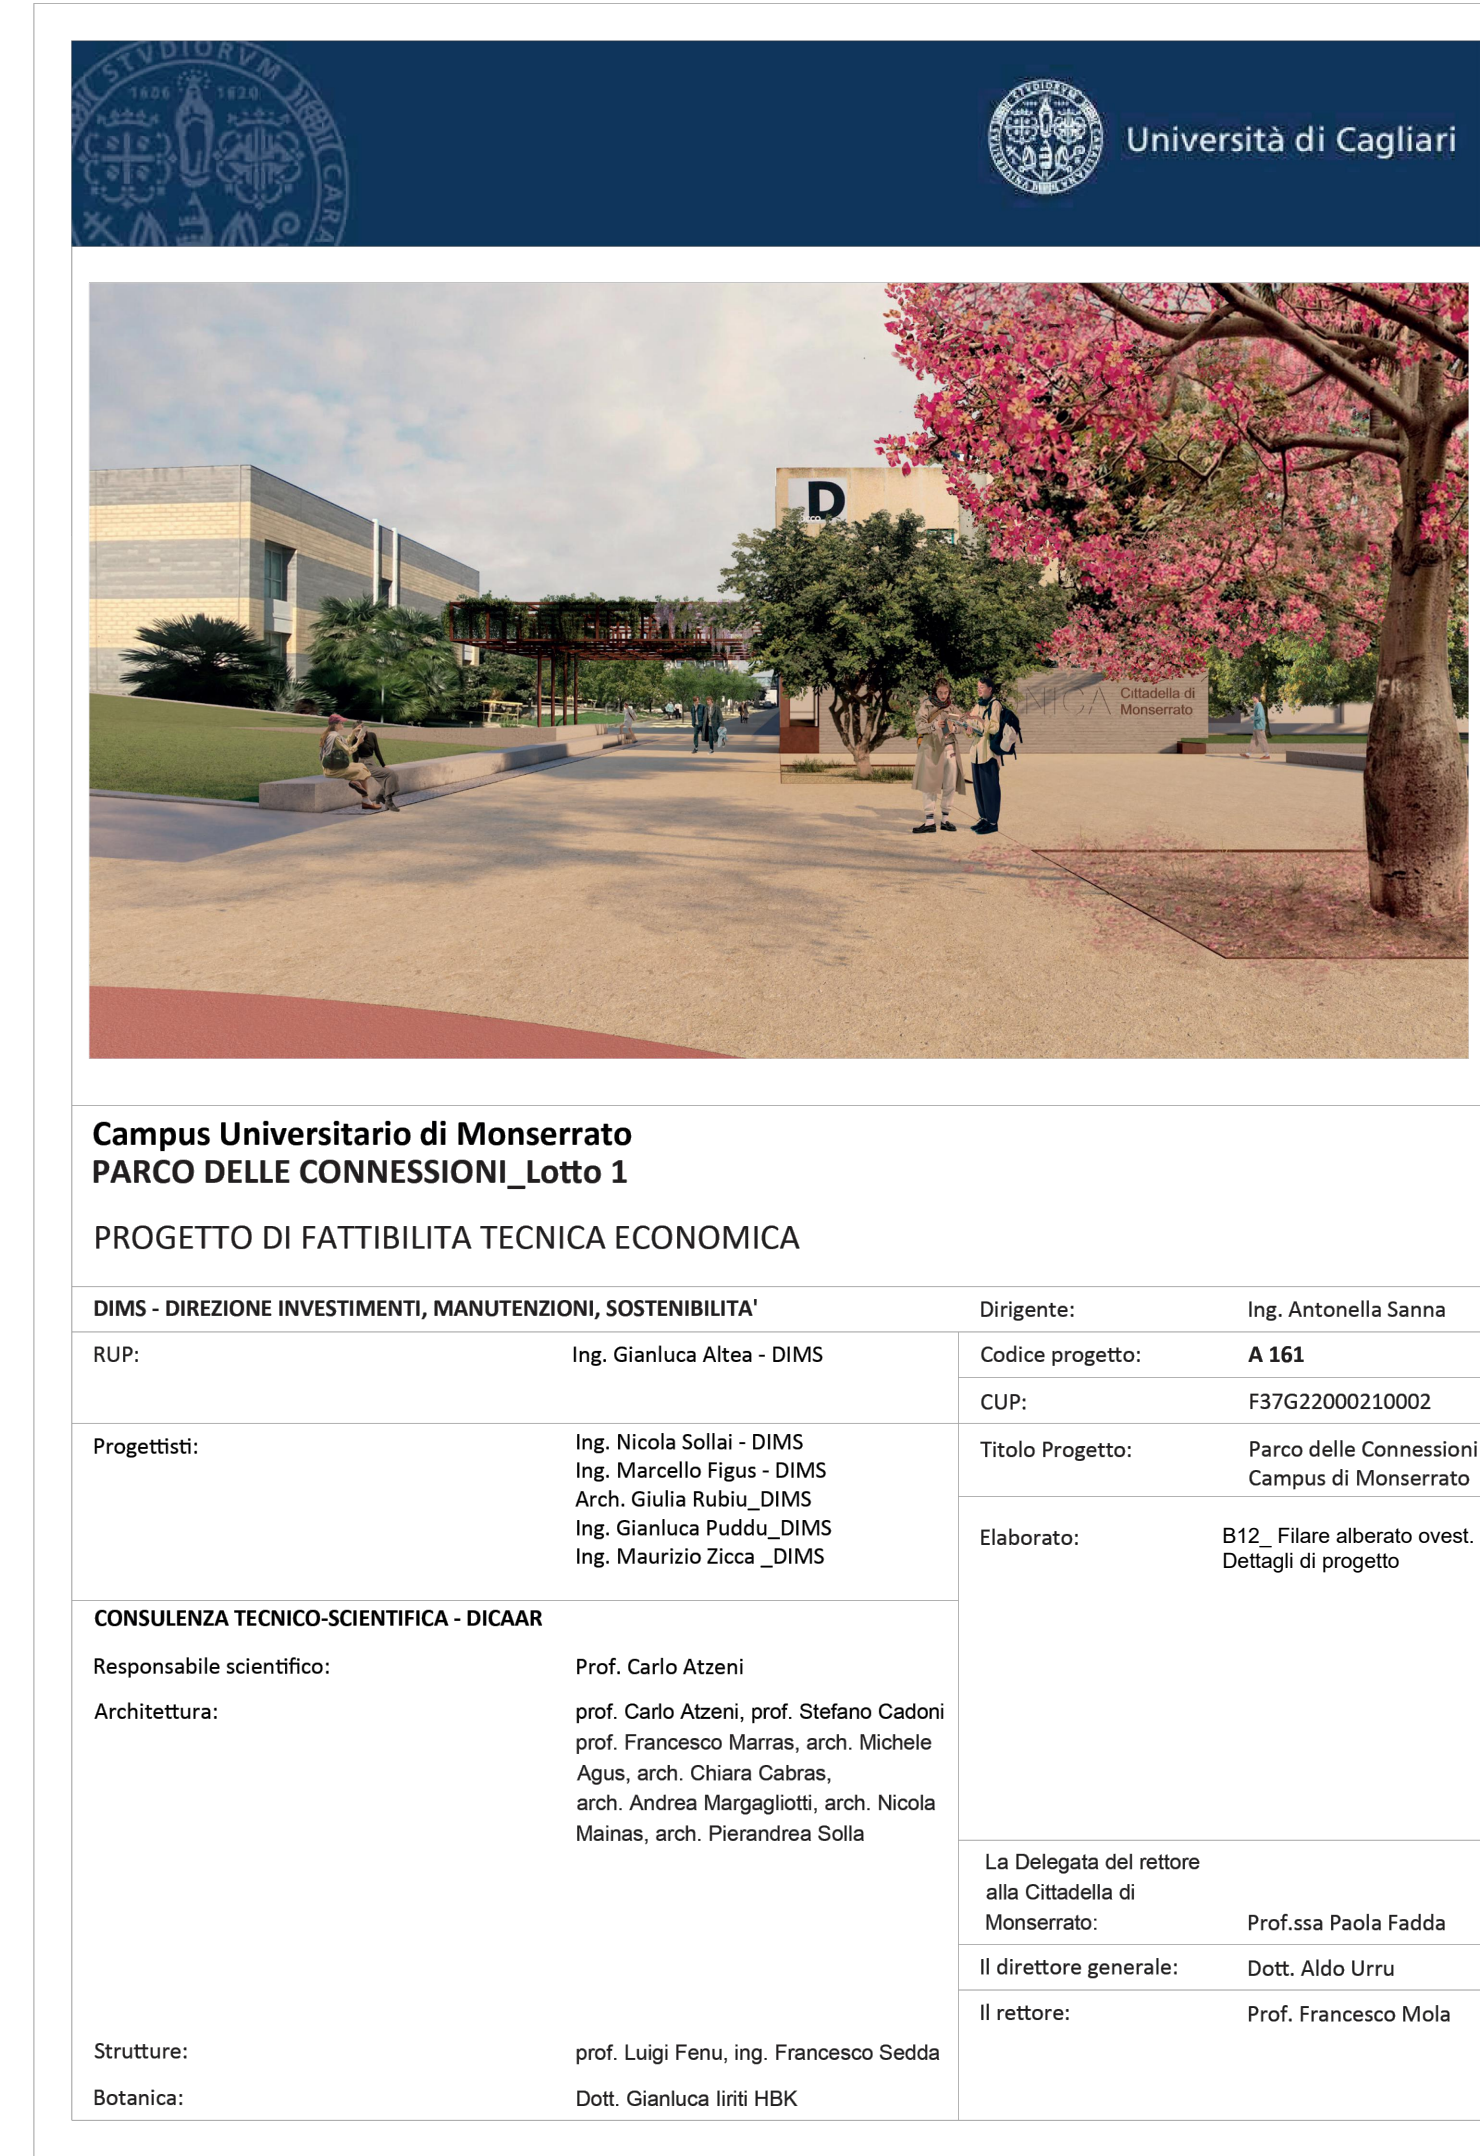 STVDIORVM
1606 1620
CARA
Università di Cagliari
D
Cittadella di
Monserrato
Campus Universitario di Monserrato
PARCO DELLE CONNESSIONI_Lotto 1
PROGETTO DI FATTIBILITA TECNICA ECONOMICA
DIMS - DIREZIONE INVESTIMENTI, MANUTENZIONI, SOSTENIBILITA'
Dirigente: Ing. Antonella Sanna
RUP: Ing. Gianluca Altea - DIMS
Codice progetto: A 161
CUP: F37G22000210002
Progettisti: Ing. Nicola Sollai - DIMS
Ing. Marcello Figus - DIMS
Arch. Giulia Rubiu_DIMS
Ing. Gianluca Puddu_DIMS
Ing. Maurizio Zicca _DIMS
Titolo Progetto: Parco delle Connessioni
Campus di Monserrato
Elaborato: B12_ Filare alberato ovest.
Dettagli di progetto
CONSULENZA TECNICO-SCIENTIFICA - DICAAR
Responsabile scientifico: Prof. Carlo Atzeni
Architettura: prof. Carlo Atzeni, prof. Stefano Cadoni
prof. Francesco Marras, arch. Michele
Agus, arch. Chiara Cabras,
arch. Andrea Margagliotti, arch. Nicola
Mainas, arch. Pierandrea Solla
La Delegata del rettore
alla Cittadella di
Monserrato: Prof.ssa Paola Fadda
Il direttore generale: Dott. Aldo Urru
Il rettore: Prof. Francesco Mola
Strutture: prof. Luigi Fenu, ing. Francesco Sedda
Botanica: Dott. Gianluca Iiriti HBK